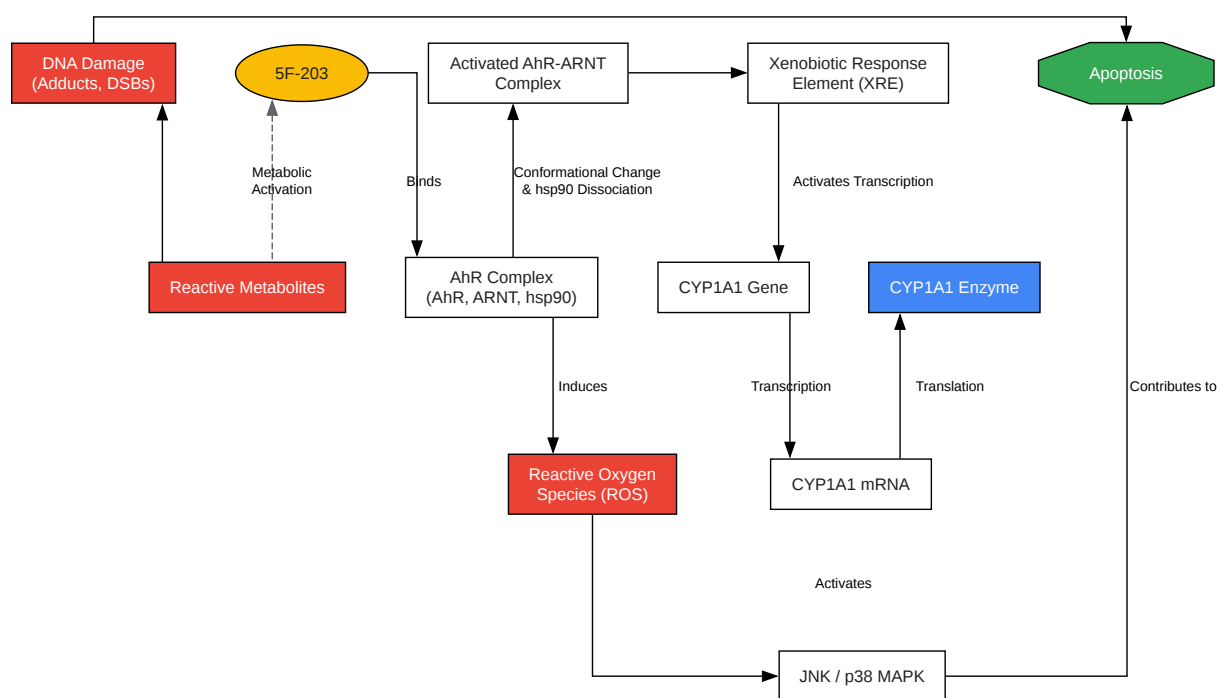 DNA Damage
(Adducts, DSBs)
5F-203
Activated AhR-ARNT
Complex
Xenobiotic Response
Element (XRE)
Apoptosis
Metabolic
Activation
Binds
Conformational Change
& hsp90 Dissociation
Activates Transcription
Reactive Metabolites
AhR Complex
(AhR, ARNT, hsp90)
CYP1A1 Gene
CYP1A1 Enzyme
Induces
Transcription
Translation
Contributes to
Reactive Oxygen
Species (ROS)
CYP1A1 mRNA
Activates
JNK / p38 MAPK